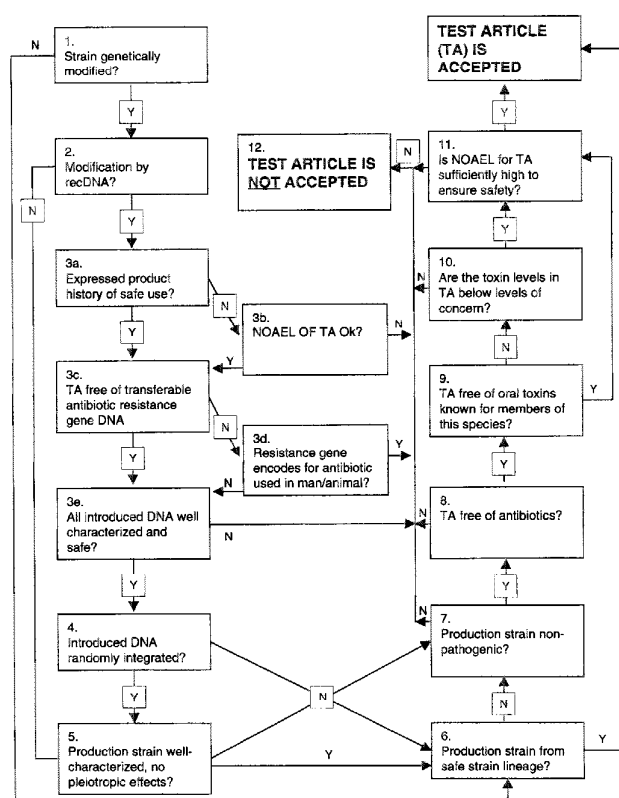 N
1.
Strain genetically
modified?
Y
2.
Modification by
recDNA?
N
Y
3a.
Expressed product
history of safe use?
N
Y
3b.
NOAEL OF TA Ok?
N
Y
3c.
TA free of transferable
antibiotic resistance
gene DNA
N
Y
3d.
Resistance gene
encodes for antibiotic
used in man/animal?
Y
N
3e.
All introduced DNA well
characterized and
safe?
N
Y
4.
Introduced DNA
randomly integrated?
N
Y
5.
Production strain well-
characterized, no
pleiotropic effects?
Y
6.
Production strain from
safe strain lineage?
Y
N
7.
Production strain non-
pathogenic?
N
Y
8.
TA free of antibiotics?
N
Y
9.
TA free of oral toxins
known for members of
this species?
Y
N
10.
Are the toxin levels in
TA below levels of
concern?
N
Y
11.
Is NOAEL for TA
sufficiently high to
ensure safety?
N
Y
12.
TEST ARTICLE IS
NOT ACCEPTED
TEST ARTICLE
(TA) IS
ACCEPTED